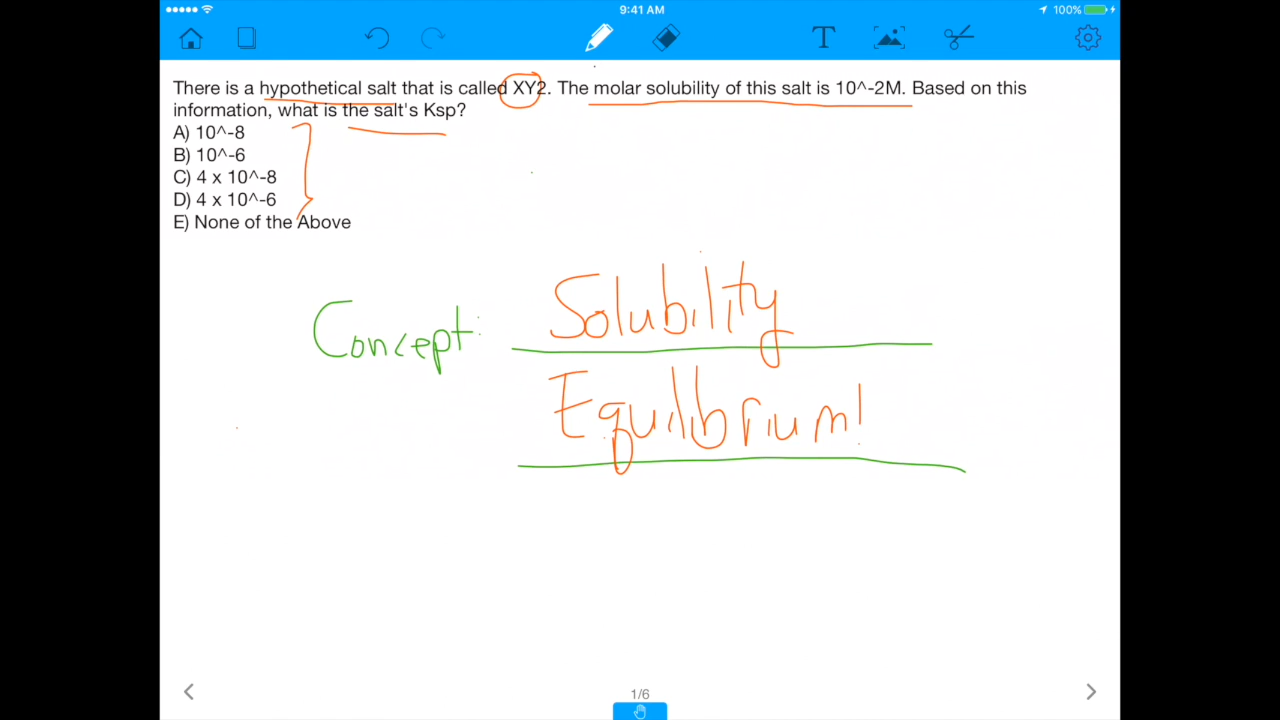 9:41 AM
100%
T
There is a hypothetical salt that is called XY2. The molar solubility of this salt is 10^-2M. Based on this
information, what is the salt's Ksp?
A) 10^-8
B) 10^-6
C) 4 x 10^-8
D) 4 x 10^-6
E) None of the Above
Concept: Solubility
Equilibrium!
1/6